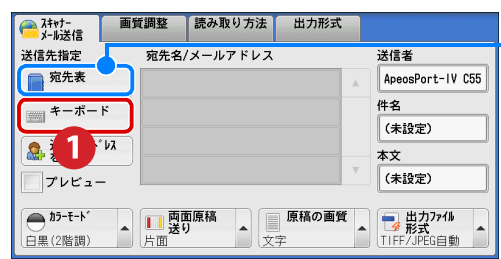 スキャナー
メール送信
画質調整
読み取り方法
出力形式
送信先指定
宛先名/メールアドレス
送信者
宛先表
ApeosPort-IV C55
キーボード
件名
(未設定)
1
本文
(未設定)
プレビュー
カラーモード
白黒(2階調)
両面原稿
送り
片面
原稿の画質
文字
出力ファイル
形式
TIFF/JPEG自動